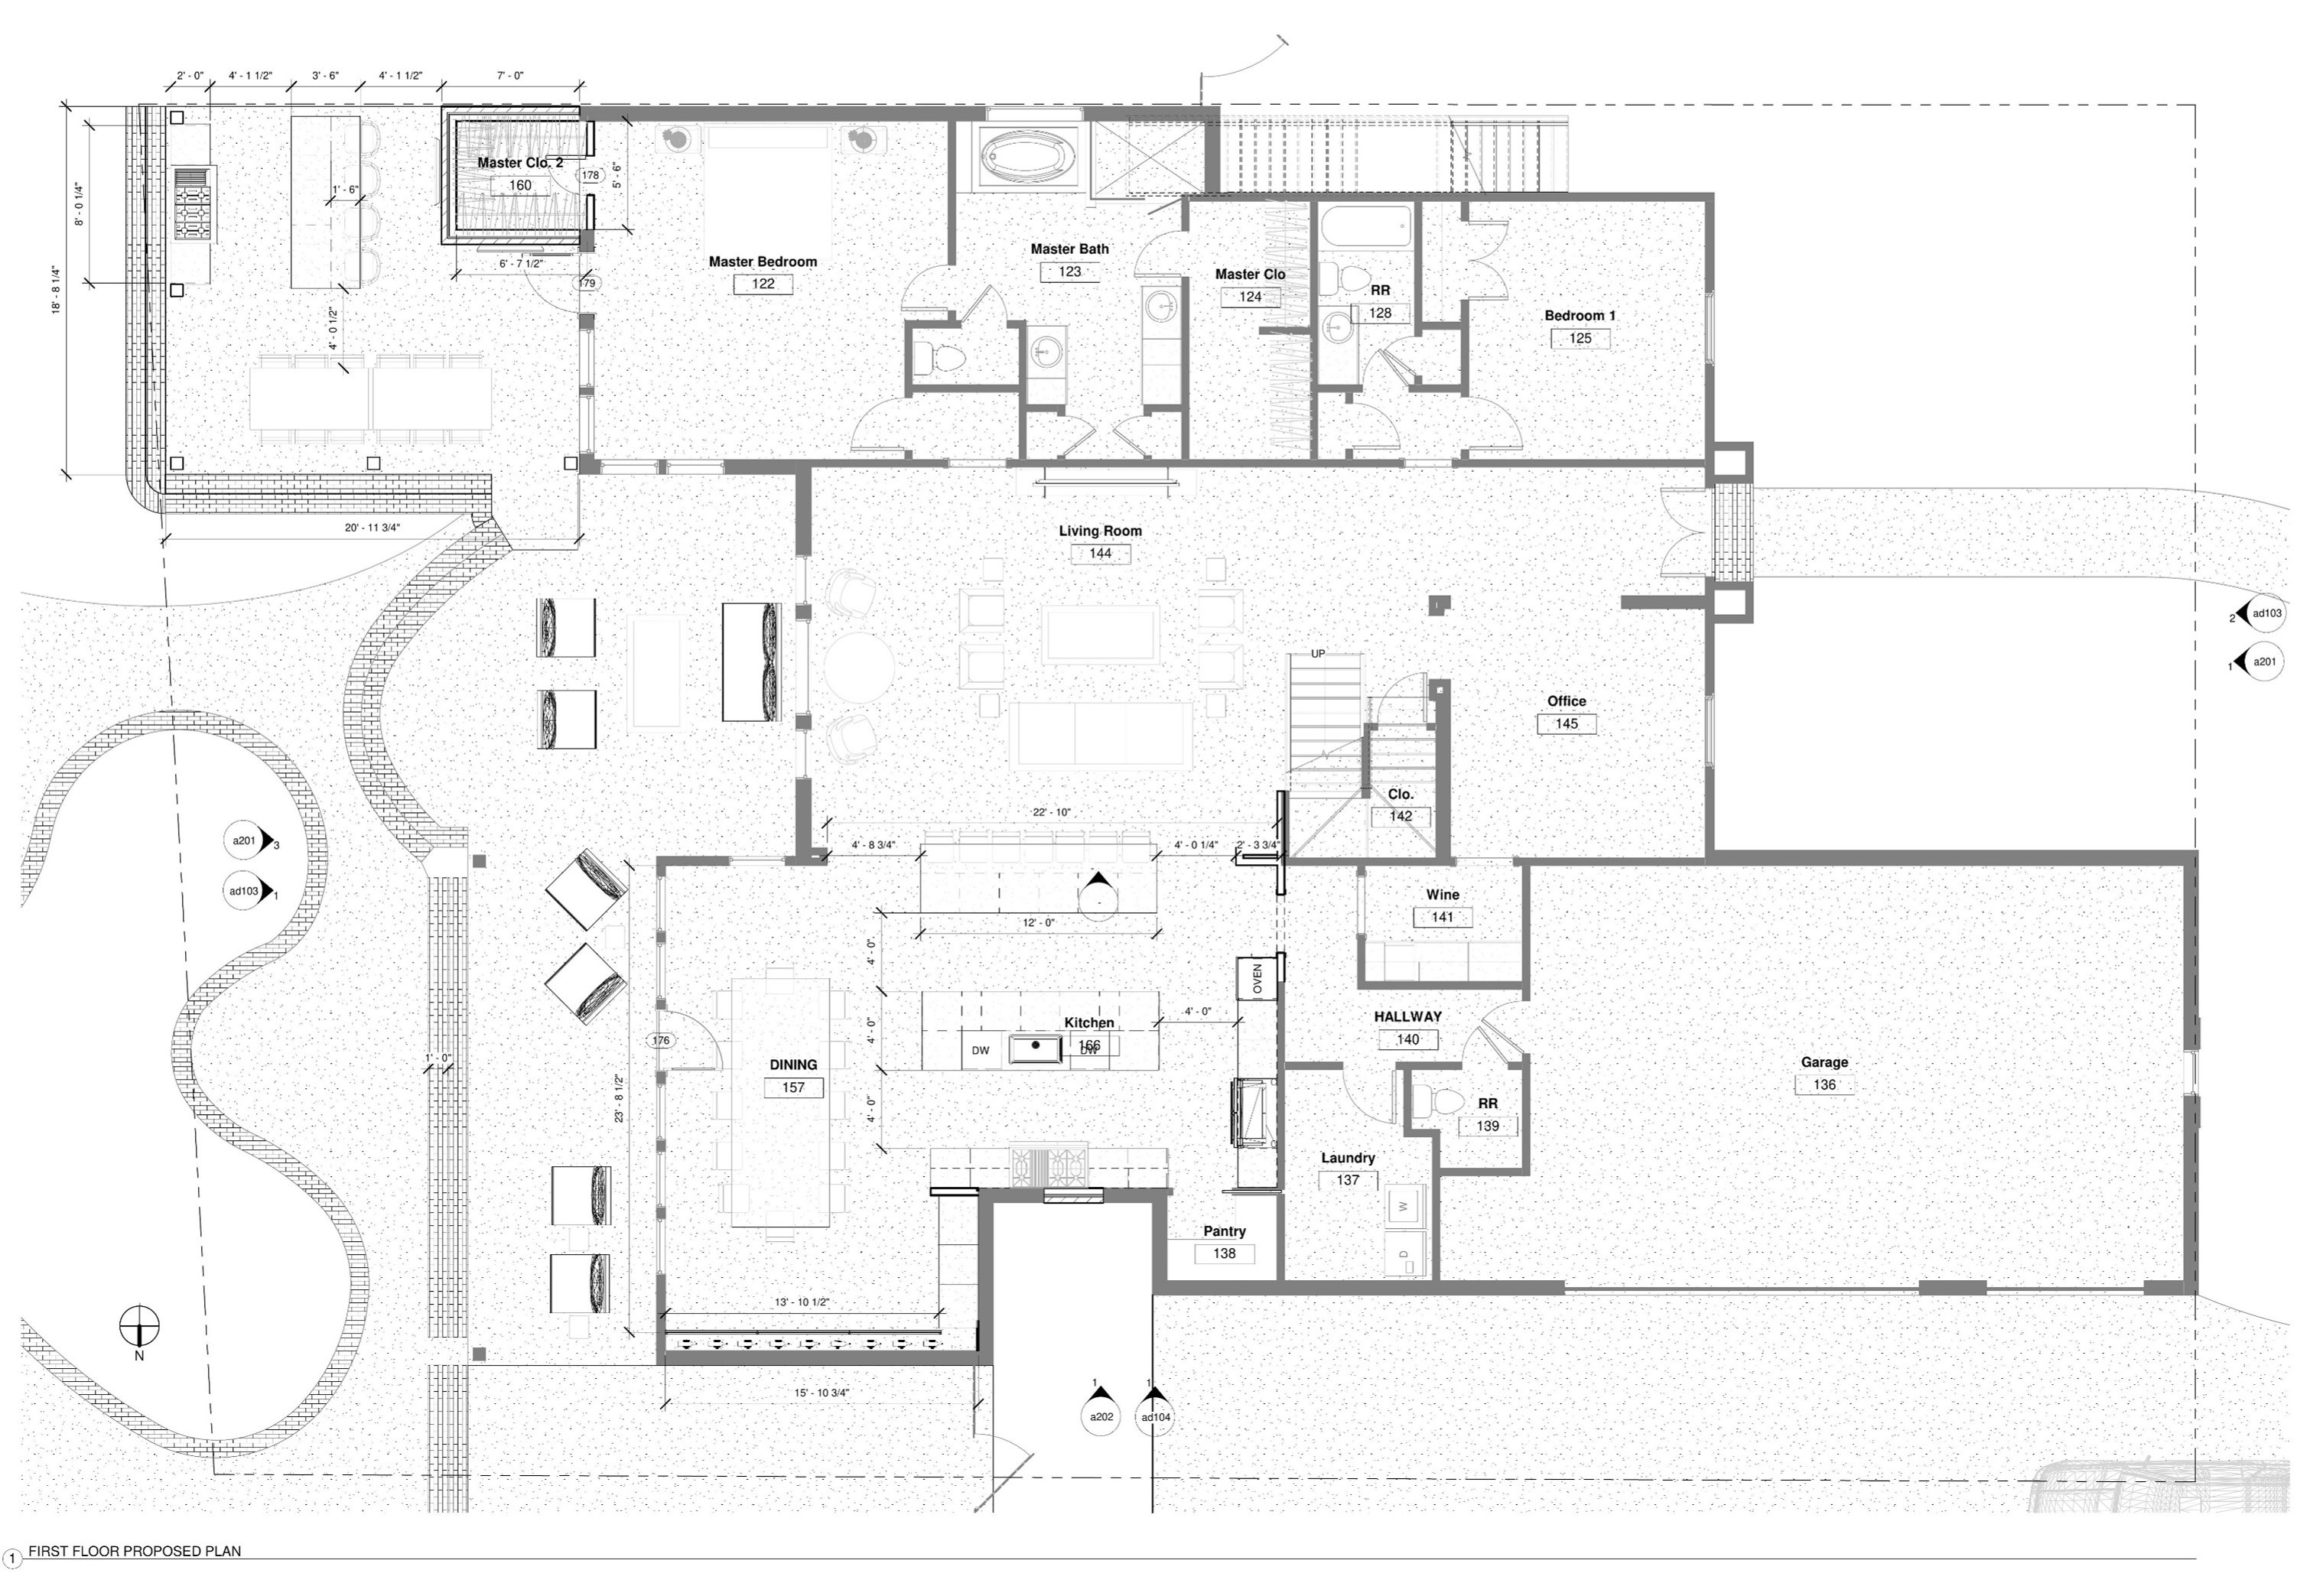 2' - 0"
4' - 1 1/2"
3' - 6"
4' - 1 1/2"
7' - 0"
Master Clo. 2
160
178
5' - 6"
1' - 6"
8' - 0 1/4"
18' - 8 1/4"
6' - 7 1/2"
179
4' - 0 1/2"
Master Bedroom
122
Master Bath
123
Master Clo
124
RR
128
Bedroom 1
125
20' - 11 3/4"
Living Room
144
2
ad103
1
a201
UP
Office
145
Clo.
142
22' - 10"
a201
3
ad103
1
4' - 8 3/4"
4' - 0 1/4"
2' - 3 3/4"
-
12' - 0"
Wine
141
4' - 0"
OVEN
4' - 0"
Kitchen
166
DW
DW
4' - 0"
HALLWAY
140
176
1' - 0"
DINING
157
23' - 8 1/2"
4' - 0"
Garage
136
RR
139
Laundry
137
W
D
Pantry
138
13' - 10 1/2"
N
15' - 10 3/4"
1
a202
1
ad104
1 FIRST FLOOR PROPOSED PLAN